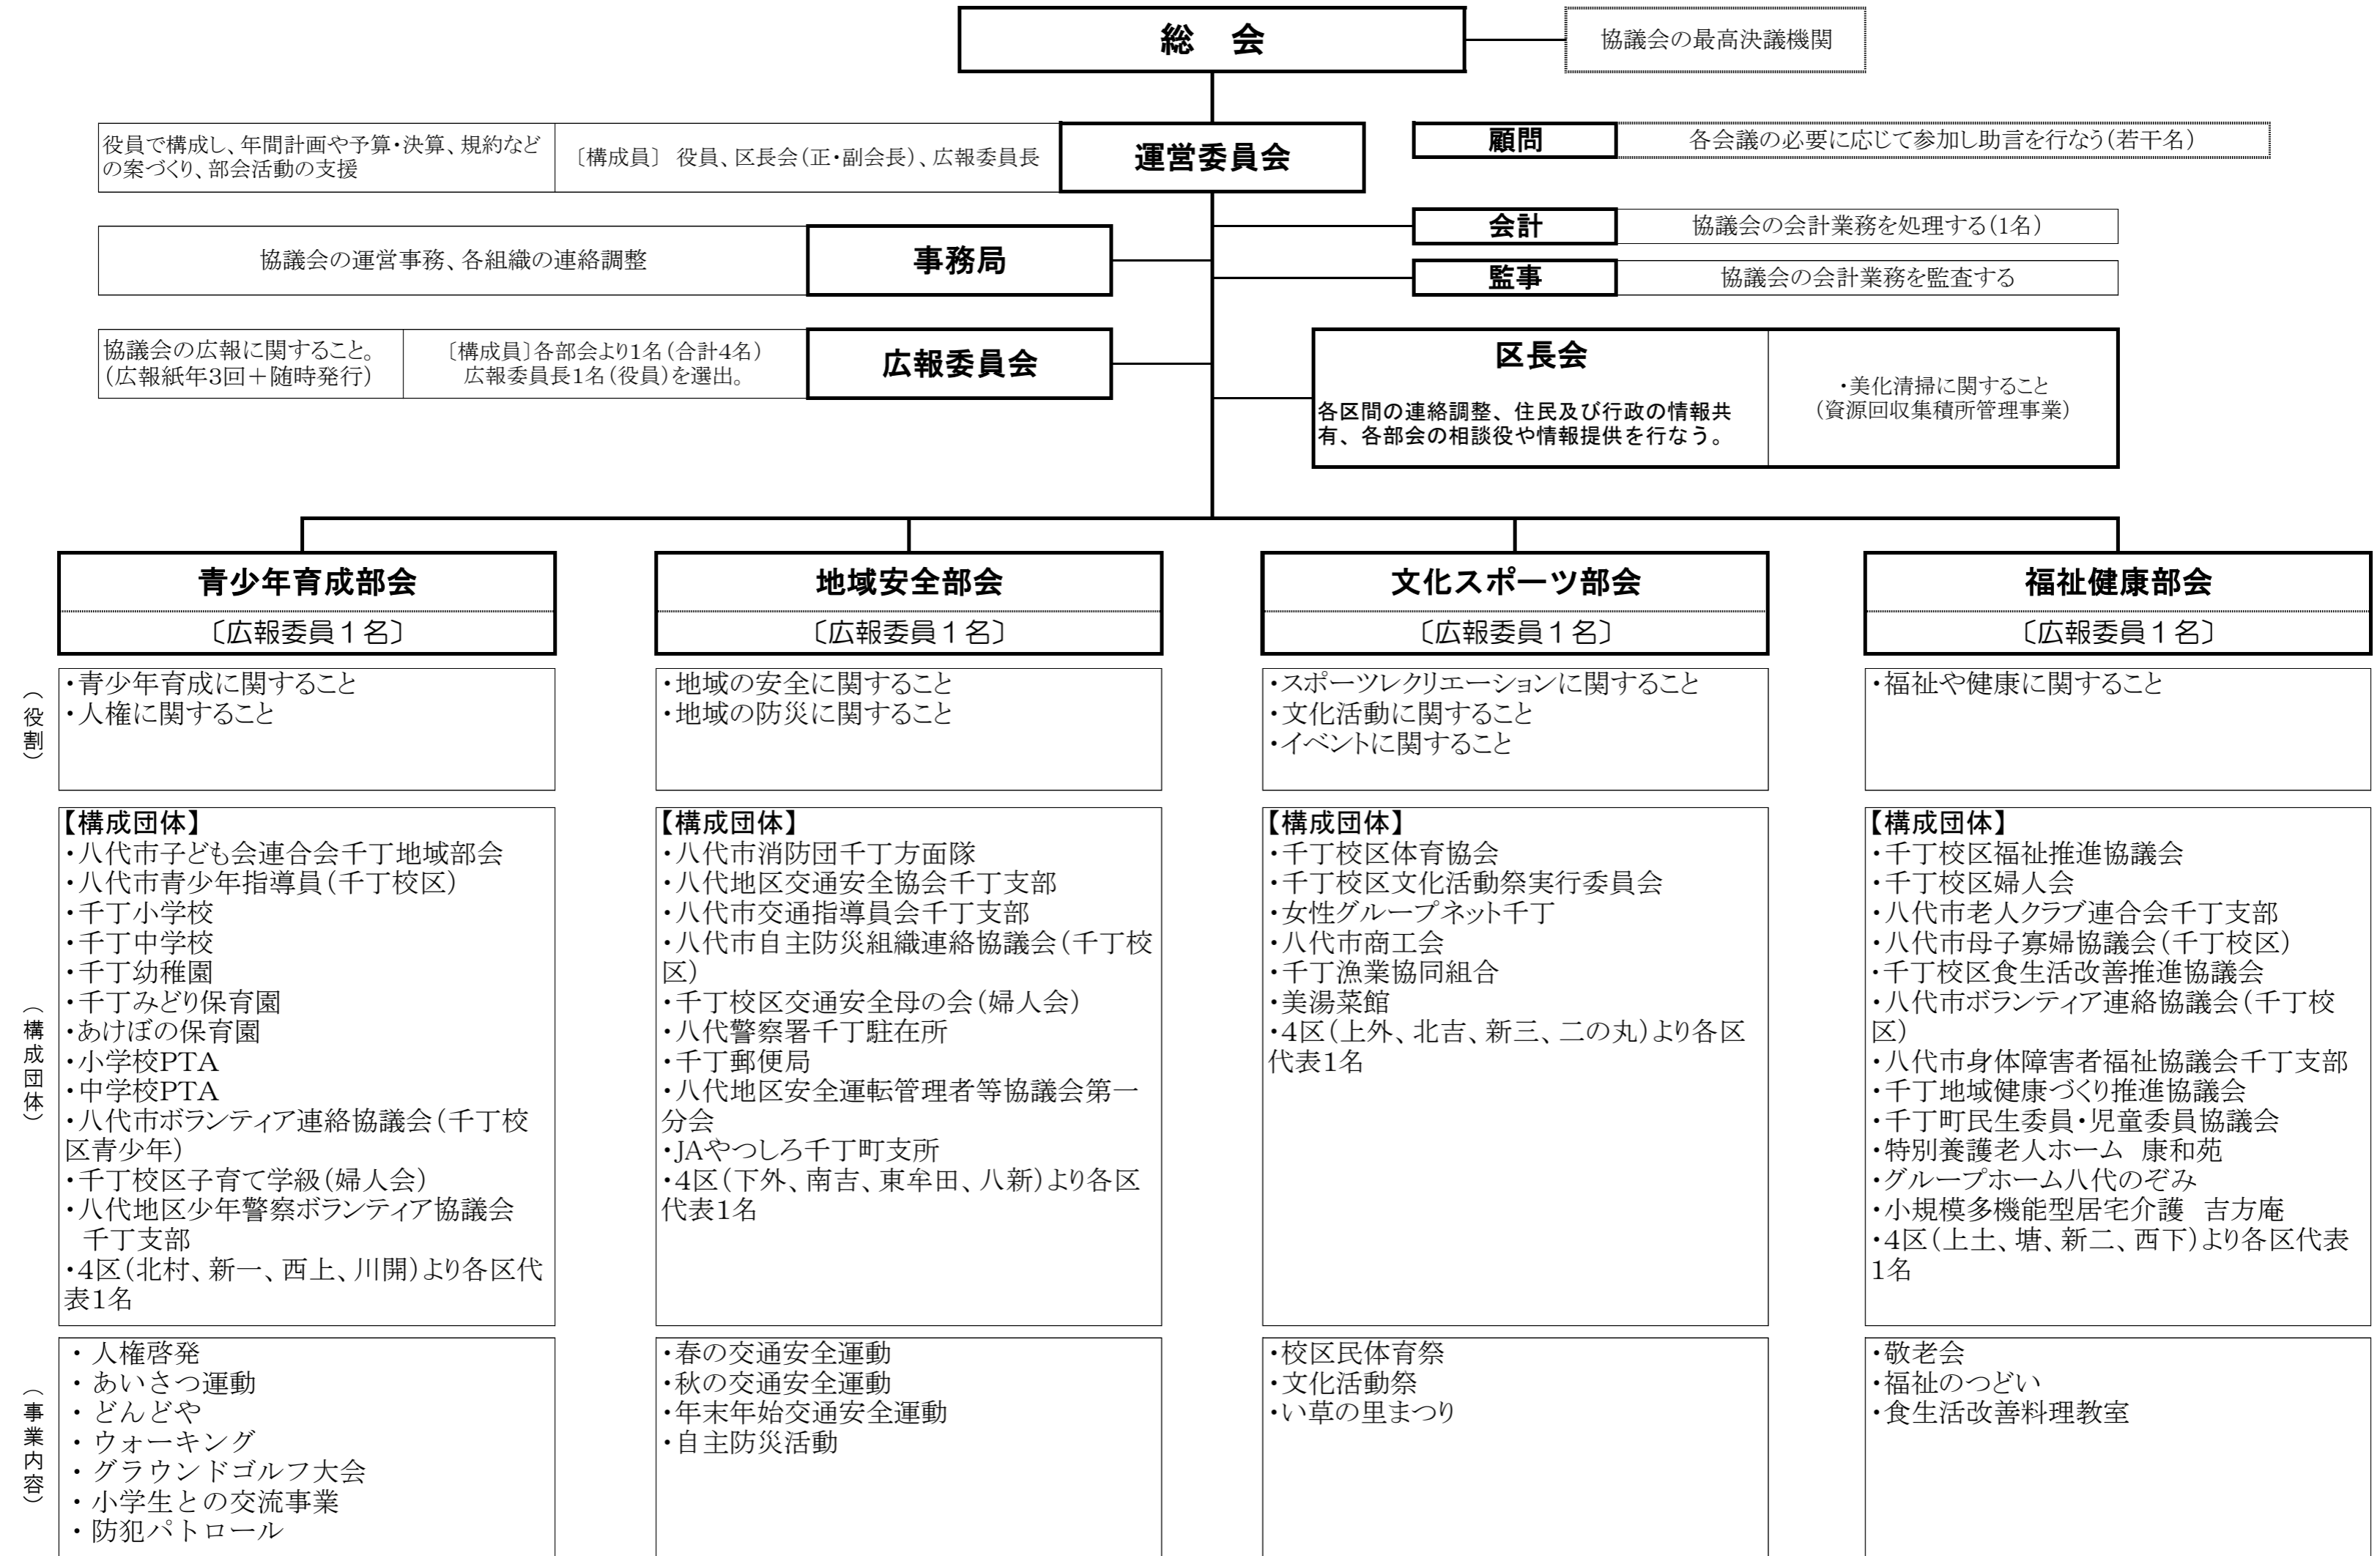 総　会
協議会の最高決議機関
役員で構成し、年間計画や予算・決算、規約など
の案づくり、部会活動の支援
〔構成員〕 役員、区長会(正・副会長)、広報委員長
運営委員会
顧問
各会議の必要に応じて参加し助言を行なう(若干名)
会計
協議会の会計業務を処理する(1名)
協議会の運営事務、各組織の連絡調整
事務局
監事
協議会の会計業務を監査する
協議会の広報に関すること。
(広報紙年3回＋随時発行)
〔構成員〕各部会より1名(合計4名)
広報委員長1名(役員)を選出。
広報委員会
区長会
各区間の連絡調整、住民及び行政の情報共
有、各部会の相談役や情報提供を行なう。
・美化清掃に関すること
(資源回収集積所管理事業)
青少年育成部会
〔広報委員１名〕
地域安全部会
〔広報委員１名〕
文化スポーツ部会
〔広報委員１名〕
福祉健康部会
〔広報委員１名〕
（役割）
・青少年育成に関すること
・人権に関すること
・地域の安全に関すること
・地域の防災に関すること
・スポーツレクリエーションに関すること
・文化活動に関すること
・イベントに関すること
・福祉や健康に関すること
（構成団体）
【構成団体】
・八代市子ども会連合会千丁地域部会
・八代市青少年指導員(千丁校区)
・千丁小学校
・千丁中学校
・千丁幼稚園
・千丁みどり保育園
・あけぼの保育園
・小学校PTA
・中学校PTA
・八代市ボランティア連絡協議会(千丁校
区青少年)
・千丁校区子育て学級(婦人会)
・八代地区少年警察ボランティア協議会
千丁支部
・4区(北村、新一、西上、川開)より各区代
表1名
【構成団体】
・八代市消防団千丁方面隊
・八代地区交通安全協会千丁支部
・八代市交通指導員会千丁支部
・八代市自主防災組織連絡協議会(千丁校
区)
・千丁校区交通安全母の会(婦人会)
・八代警察署千丁駐在所
・千丁郵便局
・八代地区安全運転管理者等協議会第一
分会
・JAやつしろ千丁町支所
・4区(下外、南吉、東牟田、八新)より各区
代表1名
【構成団体】
・千丁校区体育協会
・千丁校区文化活動祭実行委員会
・女性グループネット千丁
・八代市商工会
・千丁漁業協同組合
・美湯菜館
・4区(上外、北吉、新三、二の丸)より各区
代表1名
【構成団体】
・千丁校区福祉推進協議会
・千丁校区婦人会
・八代市老人クラブ連合会千丁支部
・八代市母子寡婦協議会(千丁校区)
・千丁校区食生活改善推進協議会
・八代市ボランティア連絡協議会(千丁校
区)
・八代市身体障害者福祉協議会千丁支部
・千丁地域健康づくり推進協議会
・千丁町民生委員・児童委員協議会
・特別養護老人ホーム　康和苑
・グループホーム八代のぞみ
・小規模多機能型居宅介護　吉方庵
・4区(上土、塘、新二、西下)より各区代表
1名
（事業内容）
・ 人権啓発
・ あいさつ運動
・ どんどや
・ ウォーキング
・ グラウンドゴルフ大会
・ 小学生との交流事業
・ 防犯パトロール
・春の交通安全運動
・秋の交通安全運動
・年末年始交通安全運動
・自主防災活動
・校区民体育祭
・文化活動祭
・い草の里まつり
・敬老会
・福祉のつどい
・食生活改善料理教室